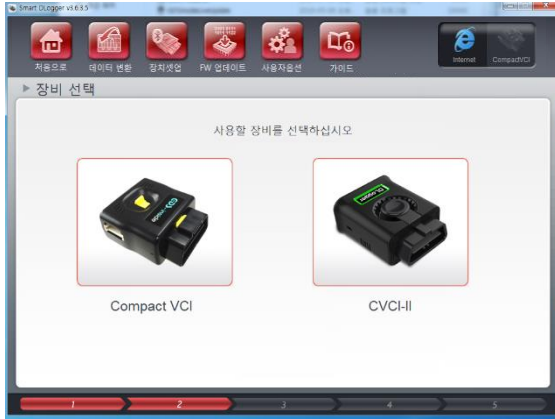 Smart DLogger v3.6.3.5
처음으로 데이터 변환 장치셋업 FW 업데이트 사용자옵션 가이드 Internet CompactVCI
장비 선택
사용할 장비를 선택하십시오
DLogger
Compact VCI CVCI-II
1 2 3 4 5